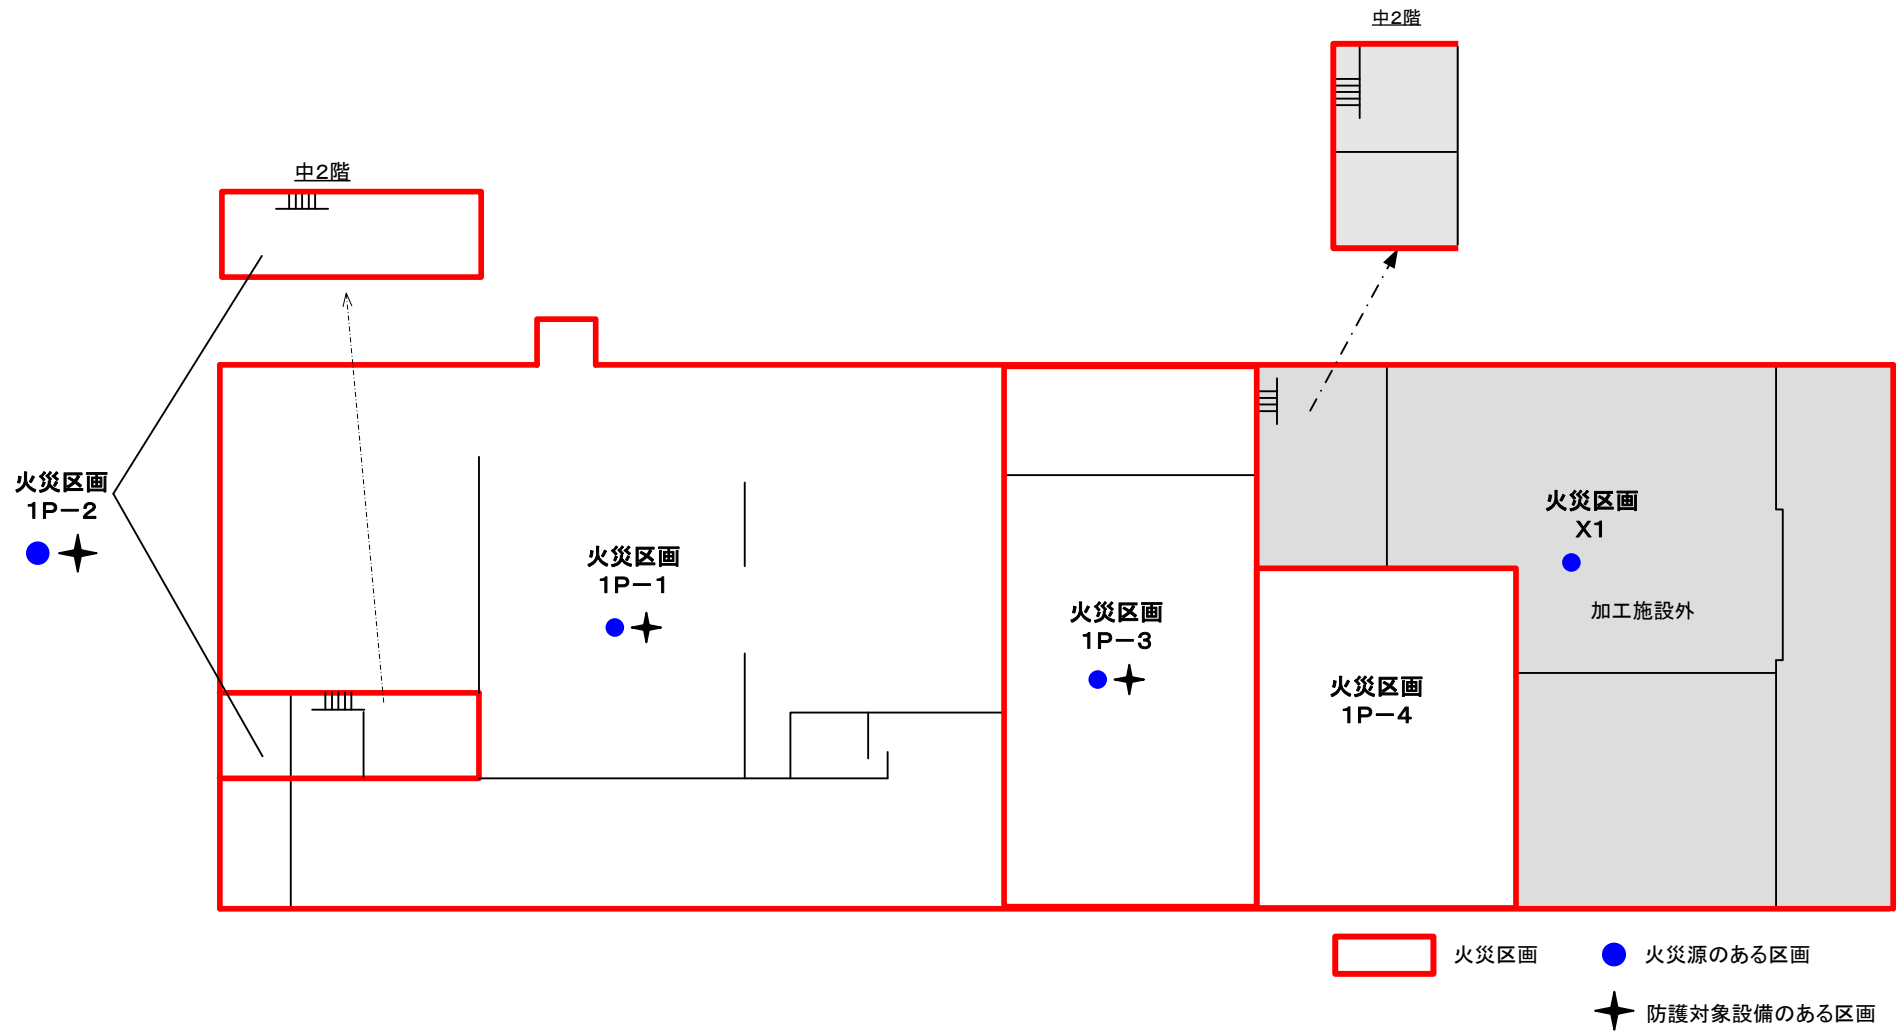 中2階
中2階
火災区画
1P-2
火災区画
1P-1
火災区画
1P-3
火災区画
1P-4
火災区画
X1
加工施設外
火災区画
火災源のある区画
防護対象設備のある区画